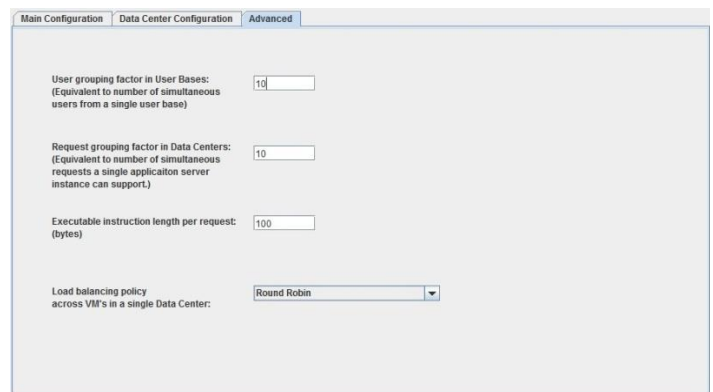 Main Configuration Data Center Configuration Advanced
User grouping factor in User Bases:
(Equivalent to number of simultaneous
users from a single user base)
10
Request grouping factor in Data Centers:
(Equivalent to number of simultaneous
requests a single applicaiton server
instance can support.)
10
Executable instruction length per request:
(bytes)
100
Load balancing policy
across VM's in a single Data Center:
Round Robin